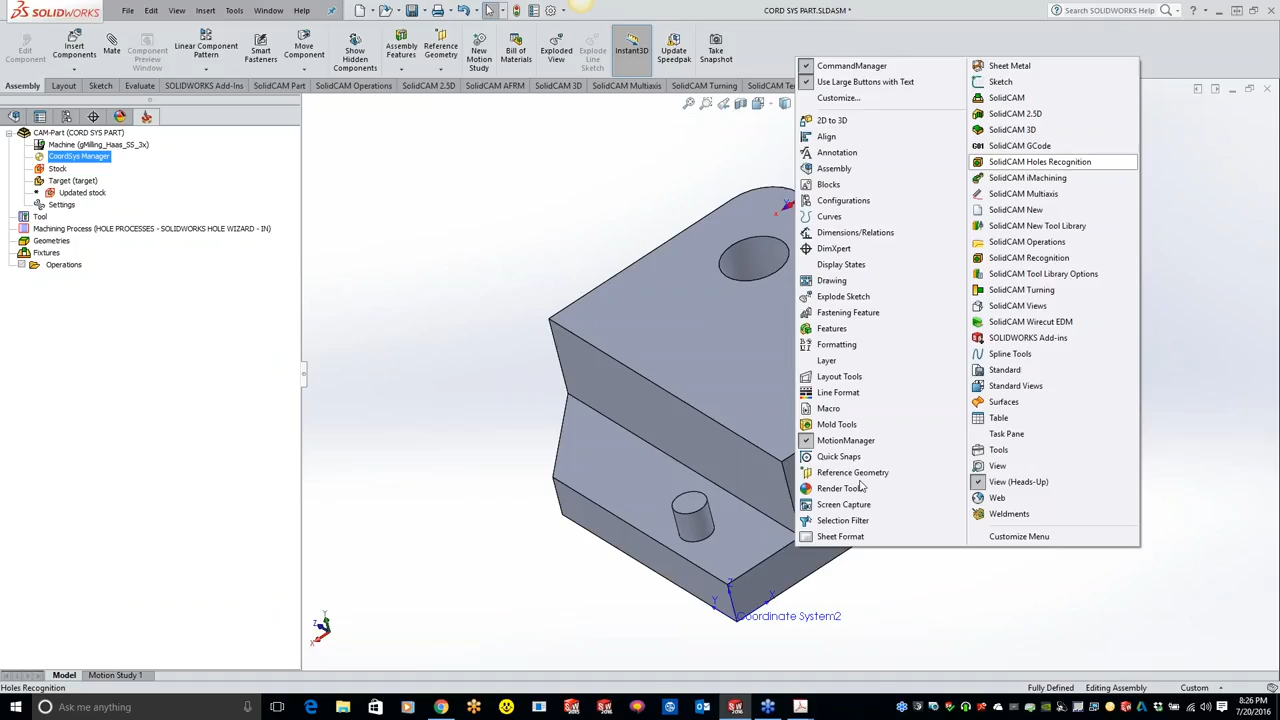 SOLIDWORKS
File Edit View Insert Tools Window Help
CORD SYS PART.SLDASM *
SOLIDWORKS Help
Edit Component
Insert Components
Mate
Component Preview Window
Linear Component Pattern
Smart Fasteners
Move Component
Show Hidden Components
Assembly Features
Reference Geometry
New Motion Study
Bill of Materials
Exploded View
Explode Line Sketch
Instant3D
Update Speedpak
Take Snapshot
Assembly Layout Sketch Evaluate SOLIDWORKS Add-Ins SolidCAM Part SolidCAM Operations SolidCAM 2.5D SolidCAM AFRM SolidCAM 3D SolidCAM Multiaxis SolidCAM Turning SolidCAM Te
CAM-Part (CORD SYS PART)
Machine (gMilling_Haas_SS_3x)
CoordSys Manager
Stock
Target (target)
* Updated stock
Settings
Tool
Machining Process (HOLE PROCESSES - SOLIDWORKS HOLE WIZARD - IN)
Geometries
Fixtures
Operations
CommandManager
Use Large Buttons with Text
Customize...
2D to 3D
Align
Annotation
Assembly
Blocks
Configurations
Curves
Dimensions/Relations
DimXpert
Display States
Drawing
Explode Sketch
Fastening Feature
Features
Formatting
Layer
Layout Tools
Line Format
Macro
Mold Tools
MotionManager
Quick Snaps
Reference Geometry
Render Tools
Screen Capture
Selection Filter
Sheet Format
Sheet Metal
Sketch
SolidCAM
SolidCAM 2.5D
SolidCAM 3D
G01 SolidCAM GCode
SolidCAM Holes Recognition
SolidCAM iMachining
SolidCAM Multiaxis
SolidCAM New
SolidCAM New Tool Library
SolidCAM Operations
SolidCAM Recognition
SolidCAM Tool Library Options
SolidCAM Turning
SolidCAM Views
SolidCAM Wirecut EDM
SOLIDWORKS Add-ins
Spline Tools
Standard
Standard Views
Surfaces
Table
Task Pane
Tools
View
View (Heads-Up)
Web
Weldments
Customize Menu
Z
Y
X
Coordinate System2
Y
Z
X
Model Motion Study 1
Holes Recognition
Fully Defined Editing Assembly Custom
Ask me anything
8:26 PM
7/20/2016